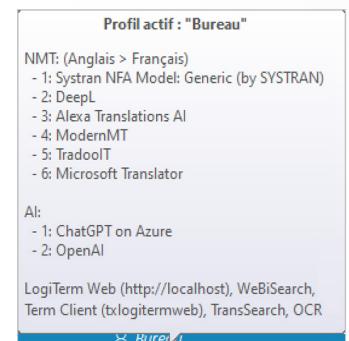 Profil actif : "Bureau"
NMT: (Anglais > Français)
- 1: Systran NFA Model: Generic (by SYSTRAN)
- 2: DeepL
- 3: Alexa Translations AI
- 4: ModernMT
- 5: TradooIT
- 6: Microsoft Translator
AI:
- 1: ChatGPT on Azure
- 2: OpenAI
LogiTerm Web (http://localhost), WeBiSearch,
Term Client (txlogitermweb), TransSearch, OCR
Bureau